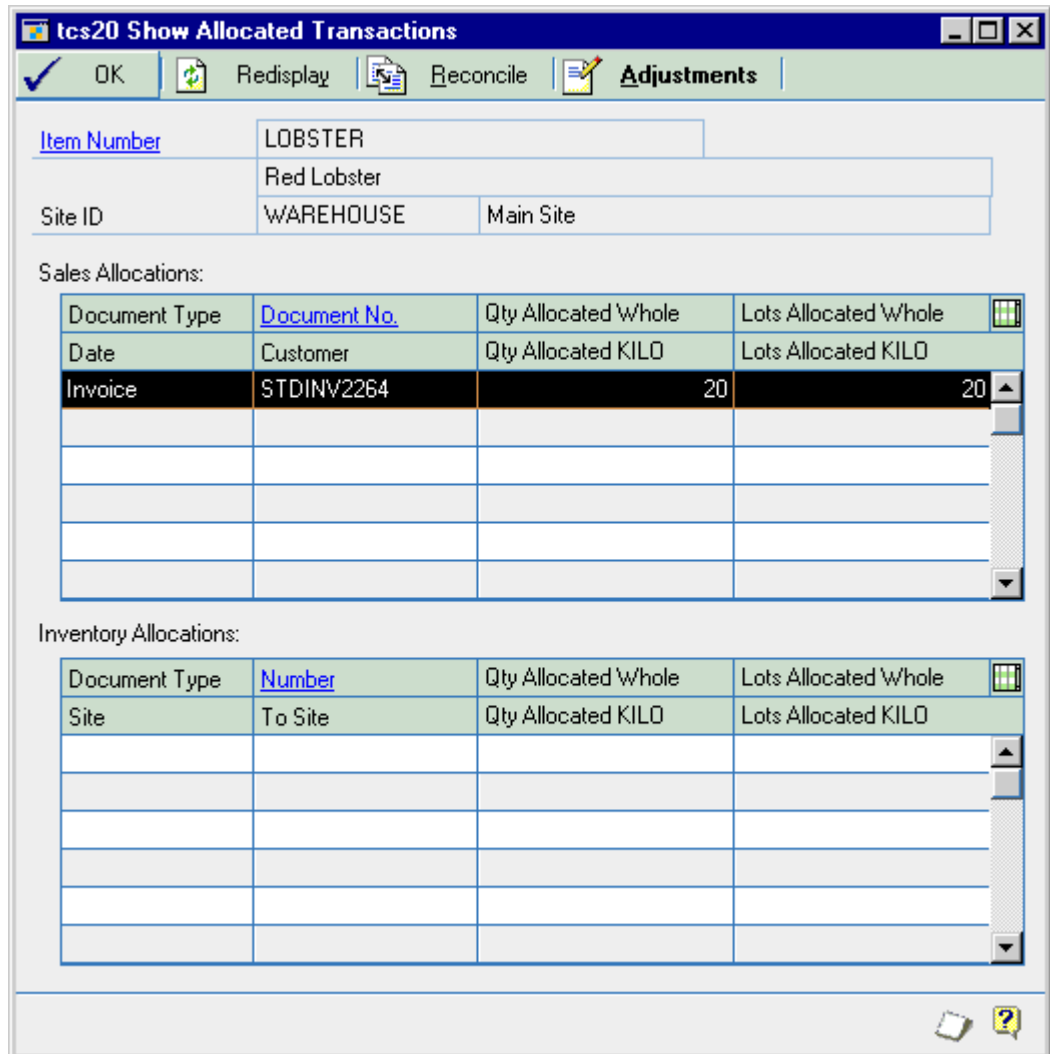 tcs20 Show Allocated Transactions
OK Redisplay Reconcile Adjustments
Item Number LOBSTER
Red Lobster
Site ID WAREHOUSE Main Site
Sales Allocations:
Document Type Document No. Qty Allocated Whole Lots Allocated Whole
Date Customer Qty Allocated KILO Lots Allocated KILO
Invoice STDINV2264 20 20
Inventory Allocations:
Document Type Number Qty Allocated Whole Lots Allocated Whole
Site To Site Qty Allocated KILO Lots Allocated KILO
?